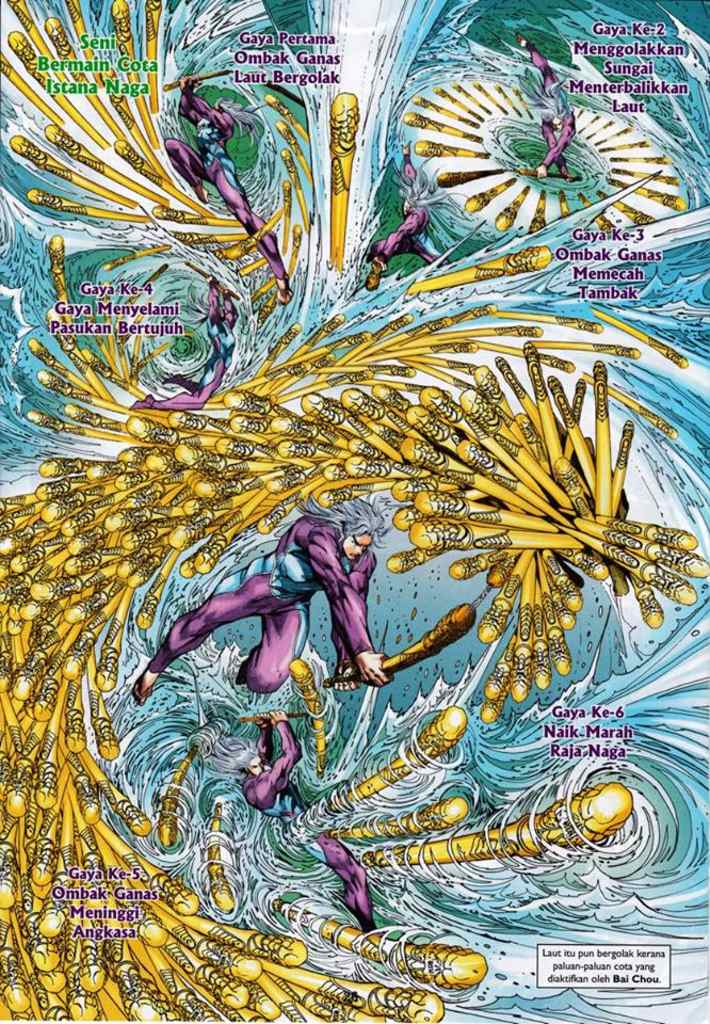 Seni
Bermain Cota
Istana Naga
Gaya Pertama
Ombak Ganas
Laut Bergolak
Gaya Ke-2
Menggolakkan
Sungai
Menterbalikkan
Laut
Gaya Ke-3
Ombak Ganas
Memecah
Tambak
Gaya Ke-4
Gaya Menyelami
Pasukan Bertujuh
Gaya Ke-6
Naik Marah
Raja Naga
Gaya Ke-5
Ombak Ganas
Meninggi
Angkasa
Laut itu pun bergolak kerana
paluan-paluan cota yang
diaktifkan oleh Bai Chou.
28